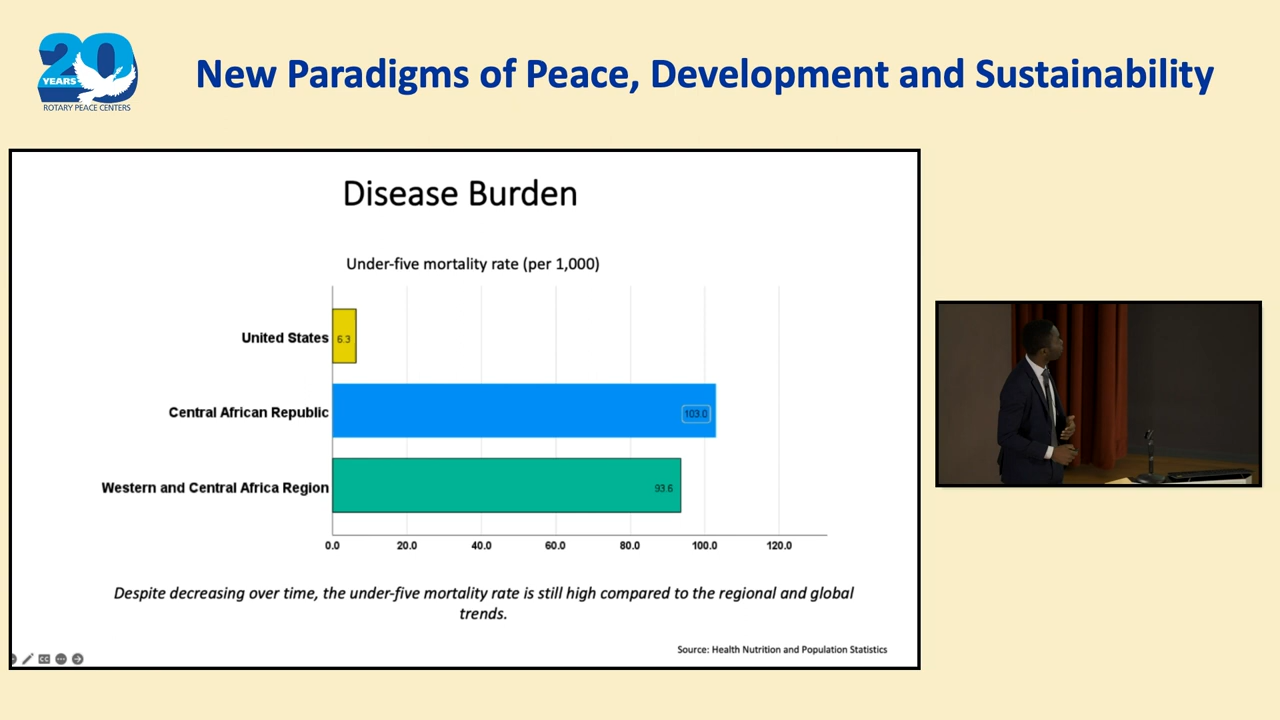 20
YEARS
ROTARY PEACE CENTERS
New Paradigms of Peace, Development and Sustainability
Disease Burden
Under-five mortality rate (per 1,000)
United States
6.3
Central African Republic
103.0
Western and Central Africa Region
93.6
0.0 20.0 40.0 60.0 80.0 100.0 120.0
Despite decreasing over time, the under-five mortality rate is still high compared to the regional and global
trends.
Source: Health Nutrition and Population Statistics
CC